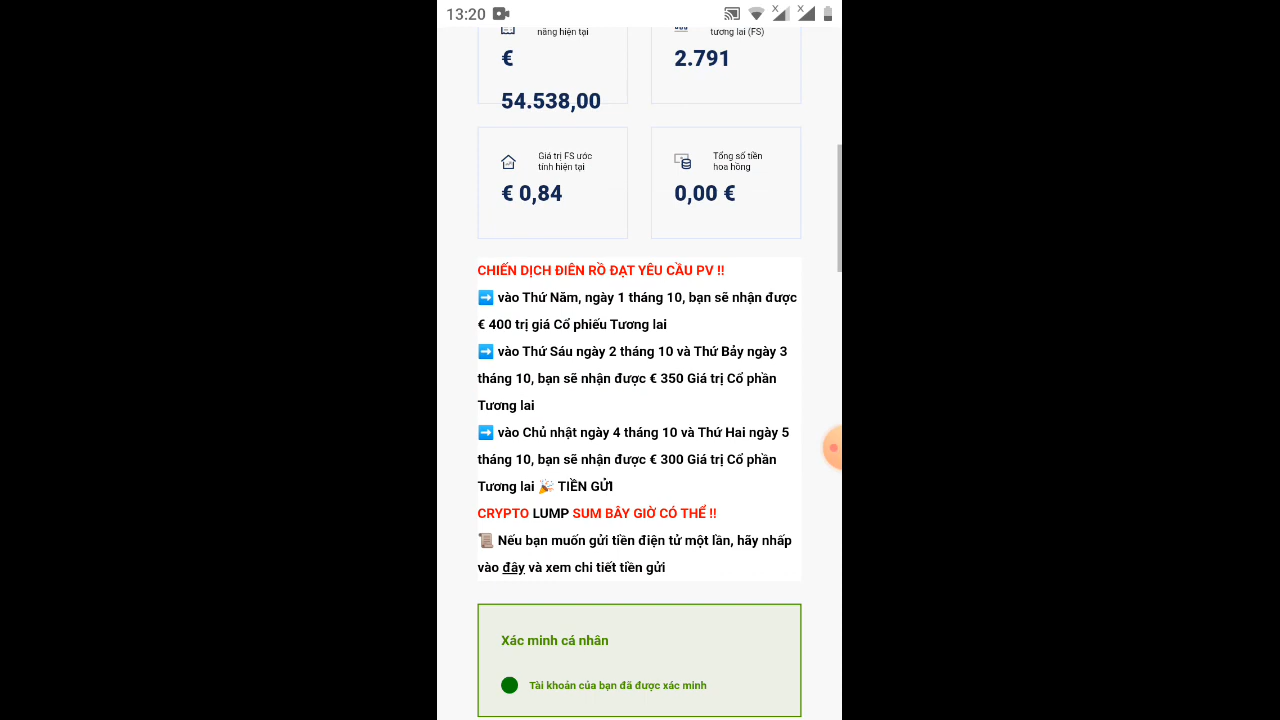 13:20
năng hiện tại
tương lai (FS)
€
54.538,00
2.791
Giá trị FS ước
tính hiện tại
€ 0,84
Tổng số tiền
hoa hồng
0,00 €
CHIẾN DỊCH ĐIÊN RỒ ĐẠT YÊU CẦU PV !!
➡️ vào Thứ Năm, ngày 1 tháng 10, bạn sẽ nhận được
€ 400 trị giá Cổ phiếu Tương lai
➡️ vào Thứ Sáu ngày 2 tháng 10 và Thứ Bảy ngày 3
tháng 10, bạn sẽ nhận được € 350 Giá trị Cổ phần
Tương lai
➡️ vào Chủ nhật ngày 4 tháng 10 và Thứ Hai ngày 5
tháng 10, bạn sẽ nhận được € 300 Giá trị Cổ phần
Tương lai 🎉 TIỀN GỬI
CRYPTO LUMP SUM BÂY GIỜ CÓ THỂ !!
📜 Nếu bạn muốn gửi tiền điện tử một lần, hãy nhấp
vào đây và xem chi tiết tiền gửi
Xác minh cá nhân
Tài khoản của bạn đã được xác minh